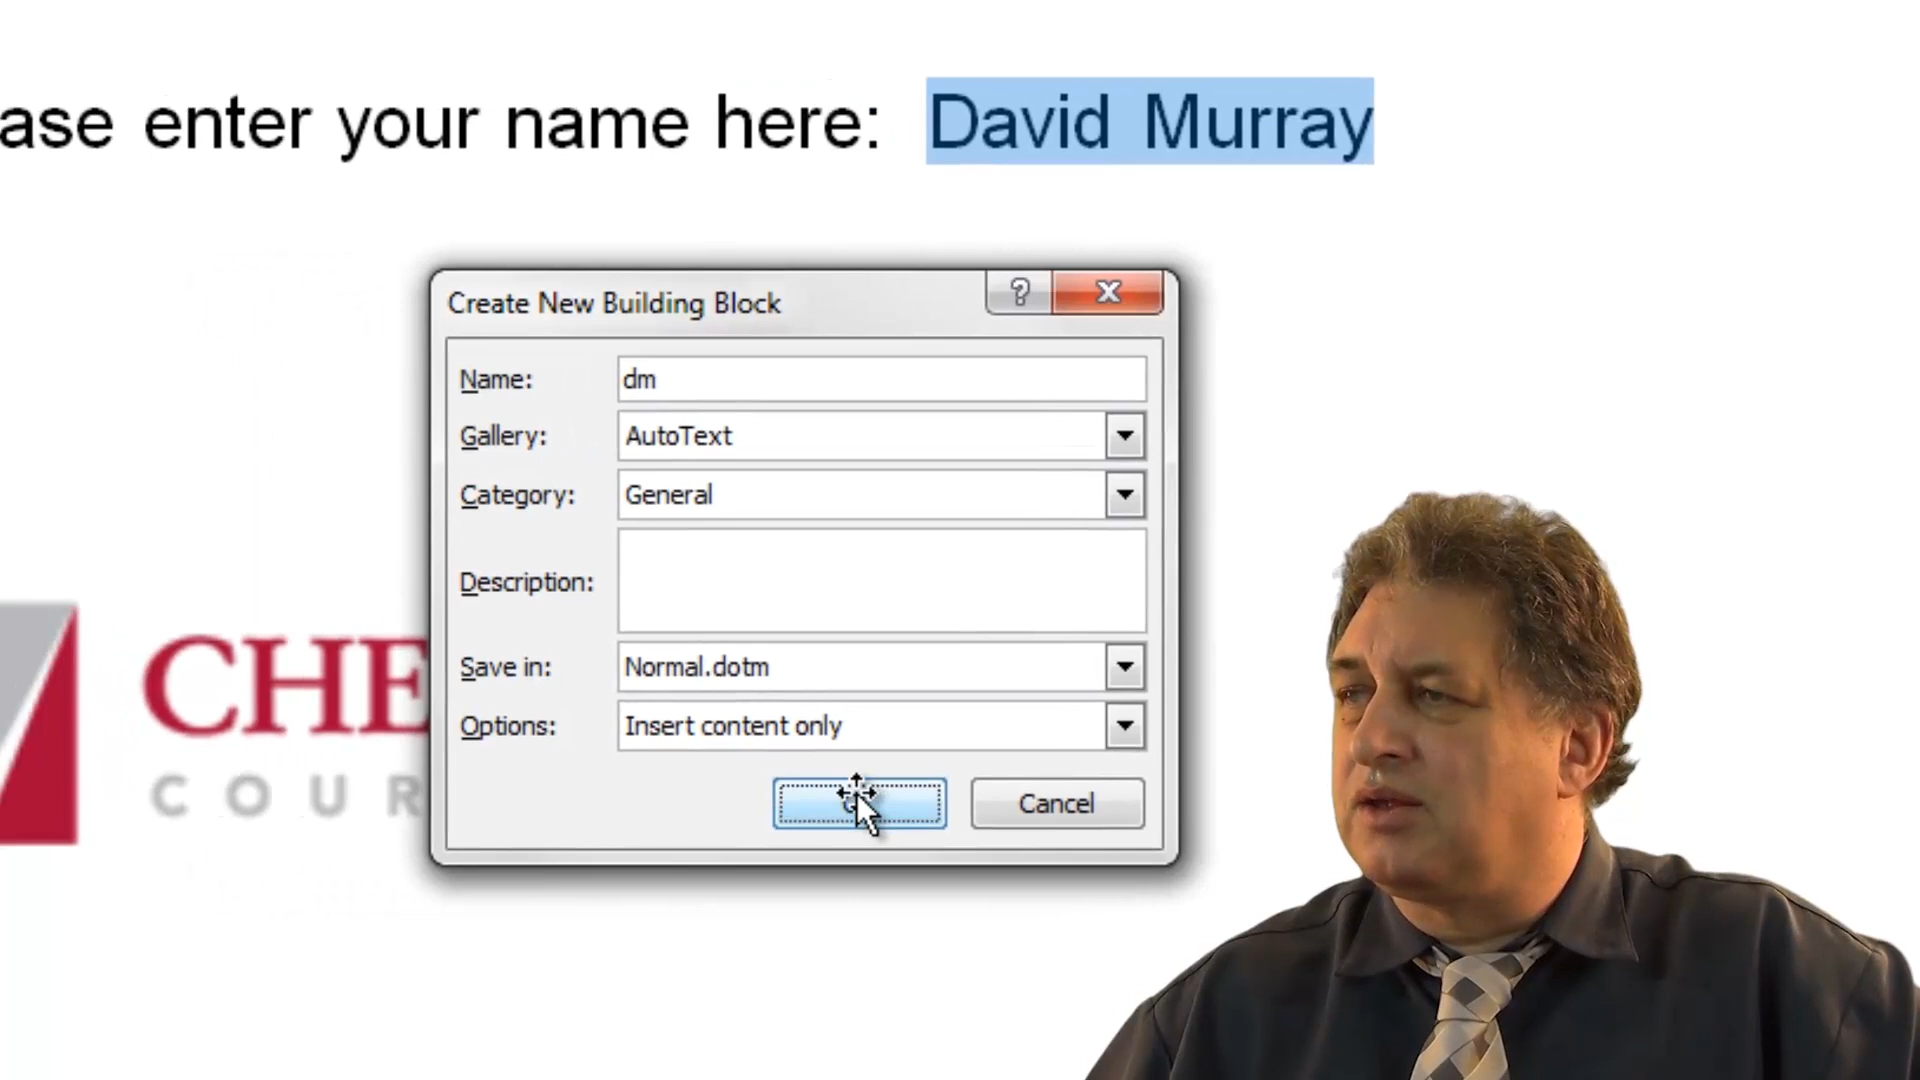 ase enter your name here: David Murray
Create New Building Block
?
Name: dm
Gallery: AutoText
Category: General
Description:
Save in: Normal.dotm
Options: Insert content only
Cancel
CHE
COUR